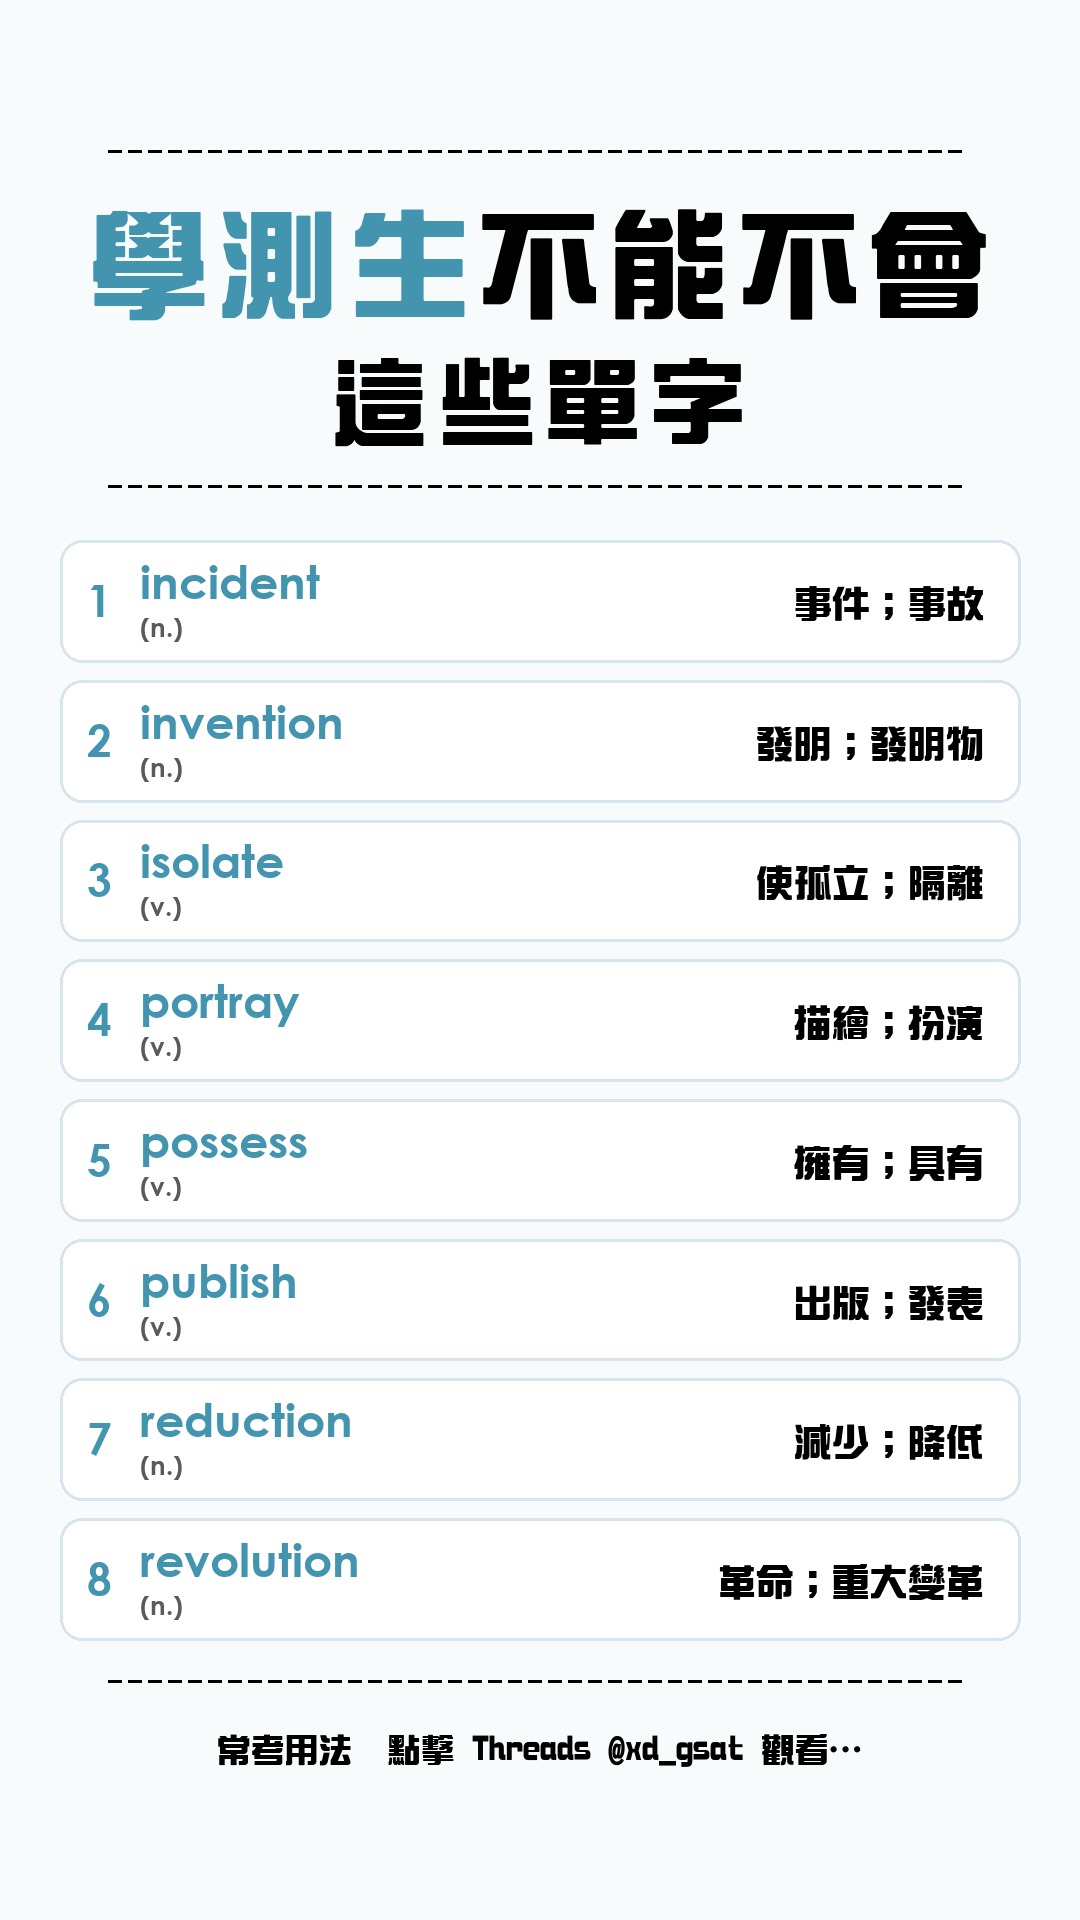 學測生不能不會
這些單字
1 incident 事件；事故
(n.)
2 invention 發明；發明物
(n.)
3 isolate 使孤立；隔離
(v.)
4 portray 描繪；扮演
(v.)
5 possess 擁有；具有
(v.)
6 publish 出版；發表
(v.)
7 reduction 減少；降低
(n.)
8 revolution 革命；重大變革
(n.)
常考用法　點擊 Threads @xd_gsat 觀看…